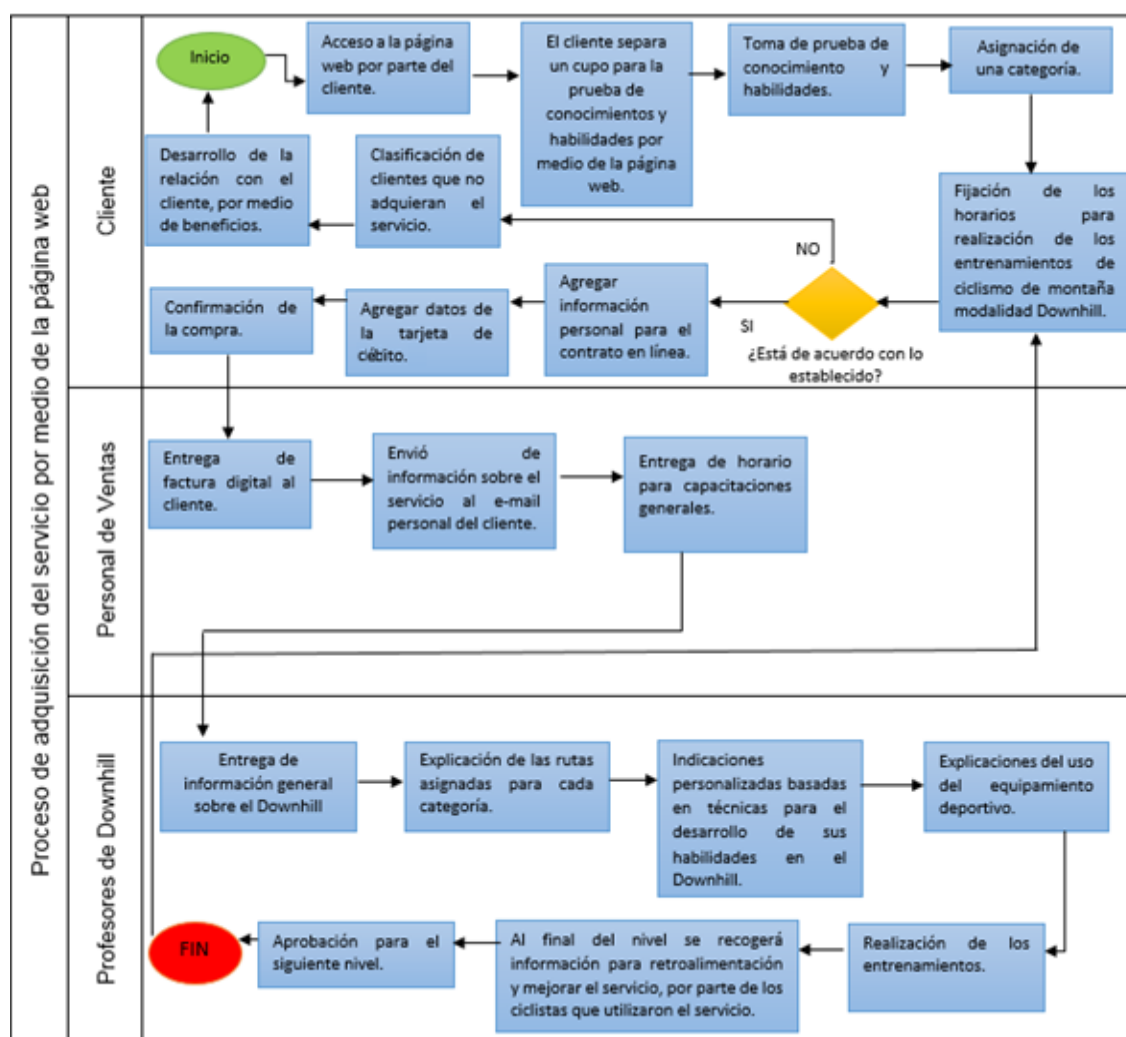 Proceso de adquisición del servicio por medio de la página web
Cliente
Inicio
Acceso a la página
web por parte del
cliente.
El cliente separa
un cupo para la
prueba de
conocimientos y
habilidades por
medio de la página
web.
Toma de prueba de
conocimiento y
habilidades.
Asignación de
una categoría.
Fijación de los
horarios para
realización de los
entrenamientos de
ciclismo de montaña
modalidad Downhill.
¿Está de acuerdo con lo
establecido?
NO
Clasificación de
clientes que no
adquieran el
servicio.
Desarrollo de la
relación con el
cliente, por medio
de beneficios.
SI
Agregar
información
personal para el
contrato en línea.
Agregar datos de
la tarjeta de
débito.
Confirmación de
la compra.
Personal de Ventas
Entrega de
factura digital al
cliente.
Envió de
información sobre el
servicio al e-mail
personal del cliente.
Entrega de horario
para capacitaciones
generales.
Profesores de Downhill
Entrega de
información general
sobre el Downhill
Explicación de las rutas
asignadas para cada
categoría.
Indicaciones
personalizadas basadas
en técnicas para el
desarrollo de sus
habilidades en el
Downhill.
Explicaciones del uso
del equipamiento
deportivo.
Realización de los
entrenamientos.
Al final del nivel se recogerá
información para retroalimentación
y mejorar el servicio, por parte de los
ciclistas que utilizaron el servicio.
Aprobación para el
siguiente nivel.
FIN